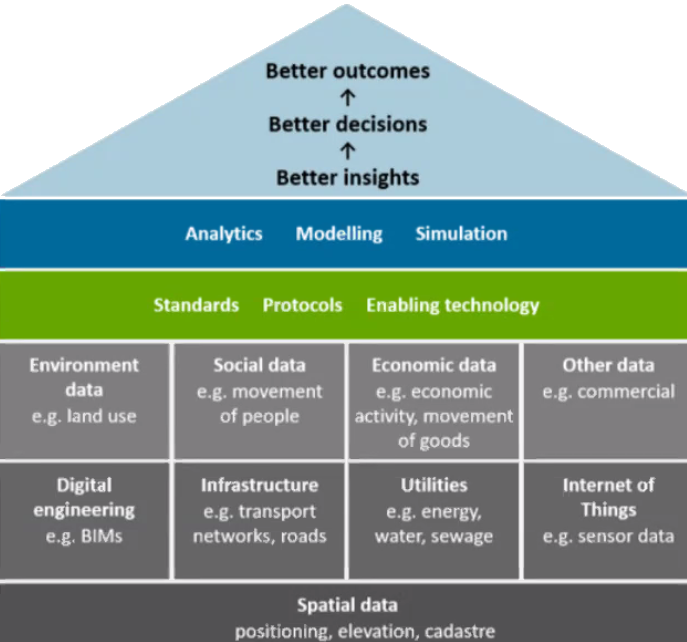 Better outcomes
↑
Better decisions
↑
Better insights
Analytics Modelling Simulation
Standards Protocols Enabling technology
Environment
data
e.g. land use
Social data
e.g. movement
of people
Economic data
e.g. economic
activity, movement
of goods
Other data
e.g. commercial
Digital
engineering
e.g. BIMs
Infrastructure
e.g. transport
networks, roads
Utilities
e.g. energy,
water, sewage
Internet of
Things
e.g. sensor data
Spatial data
positioning, elevation, cadastre